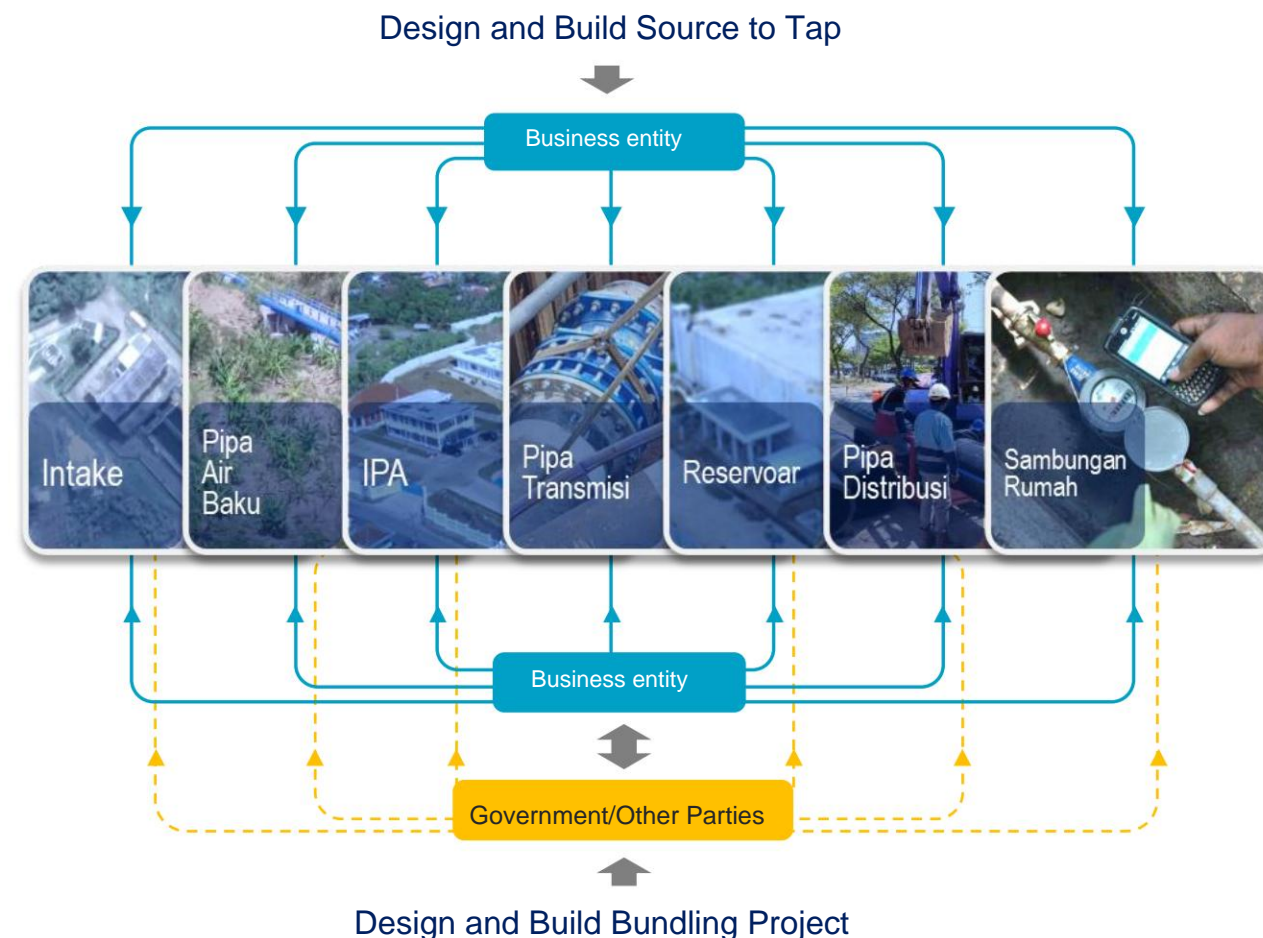 Design and Build Source to Tap
Business entity
Intake
Pipa
Air
Baku
IPA
Pipa
Transmisi
Reservoar
Pipa
Distribusi
Sambungan
Rumah
Business entity
Government/Other Parties
Design and Build Bundling Project